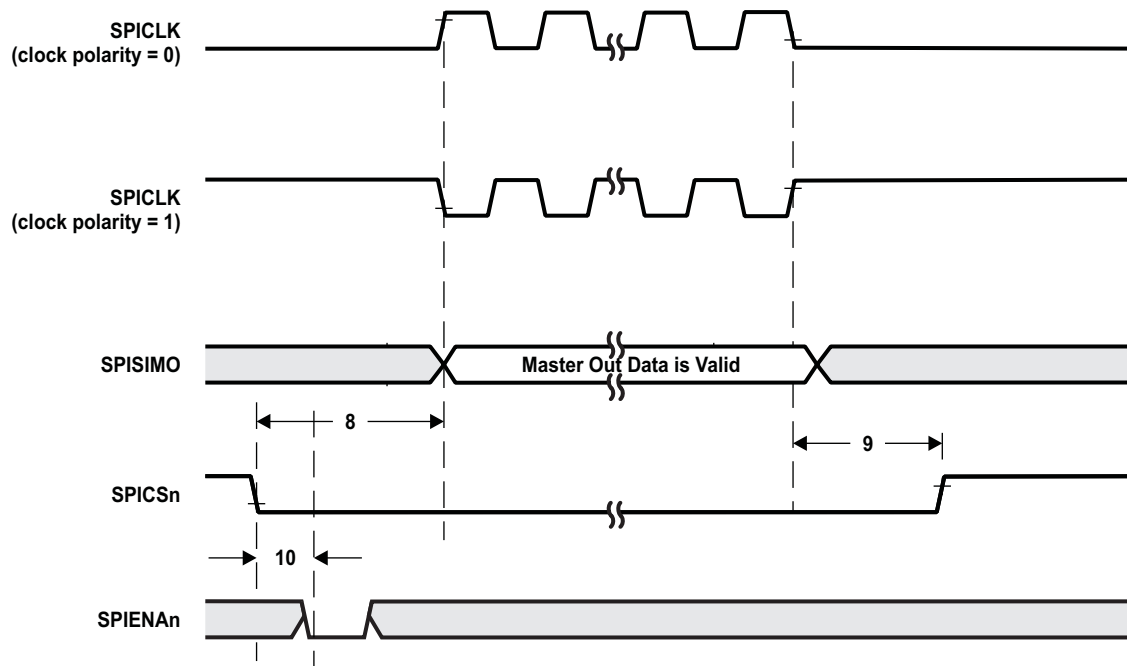 SPICLK
(clock polarity = 0)
SPICLK
(clock polarity = 1)
SPISIMO
Master Out Data is Valid
8
9
SPICSn
10
SPIENAn